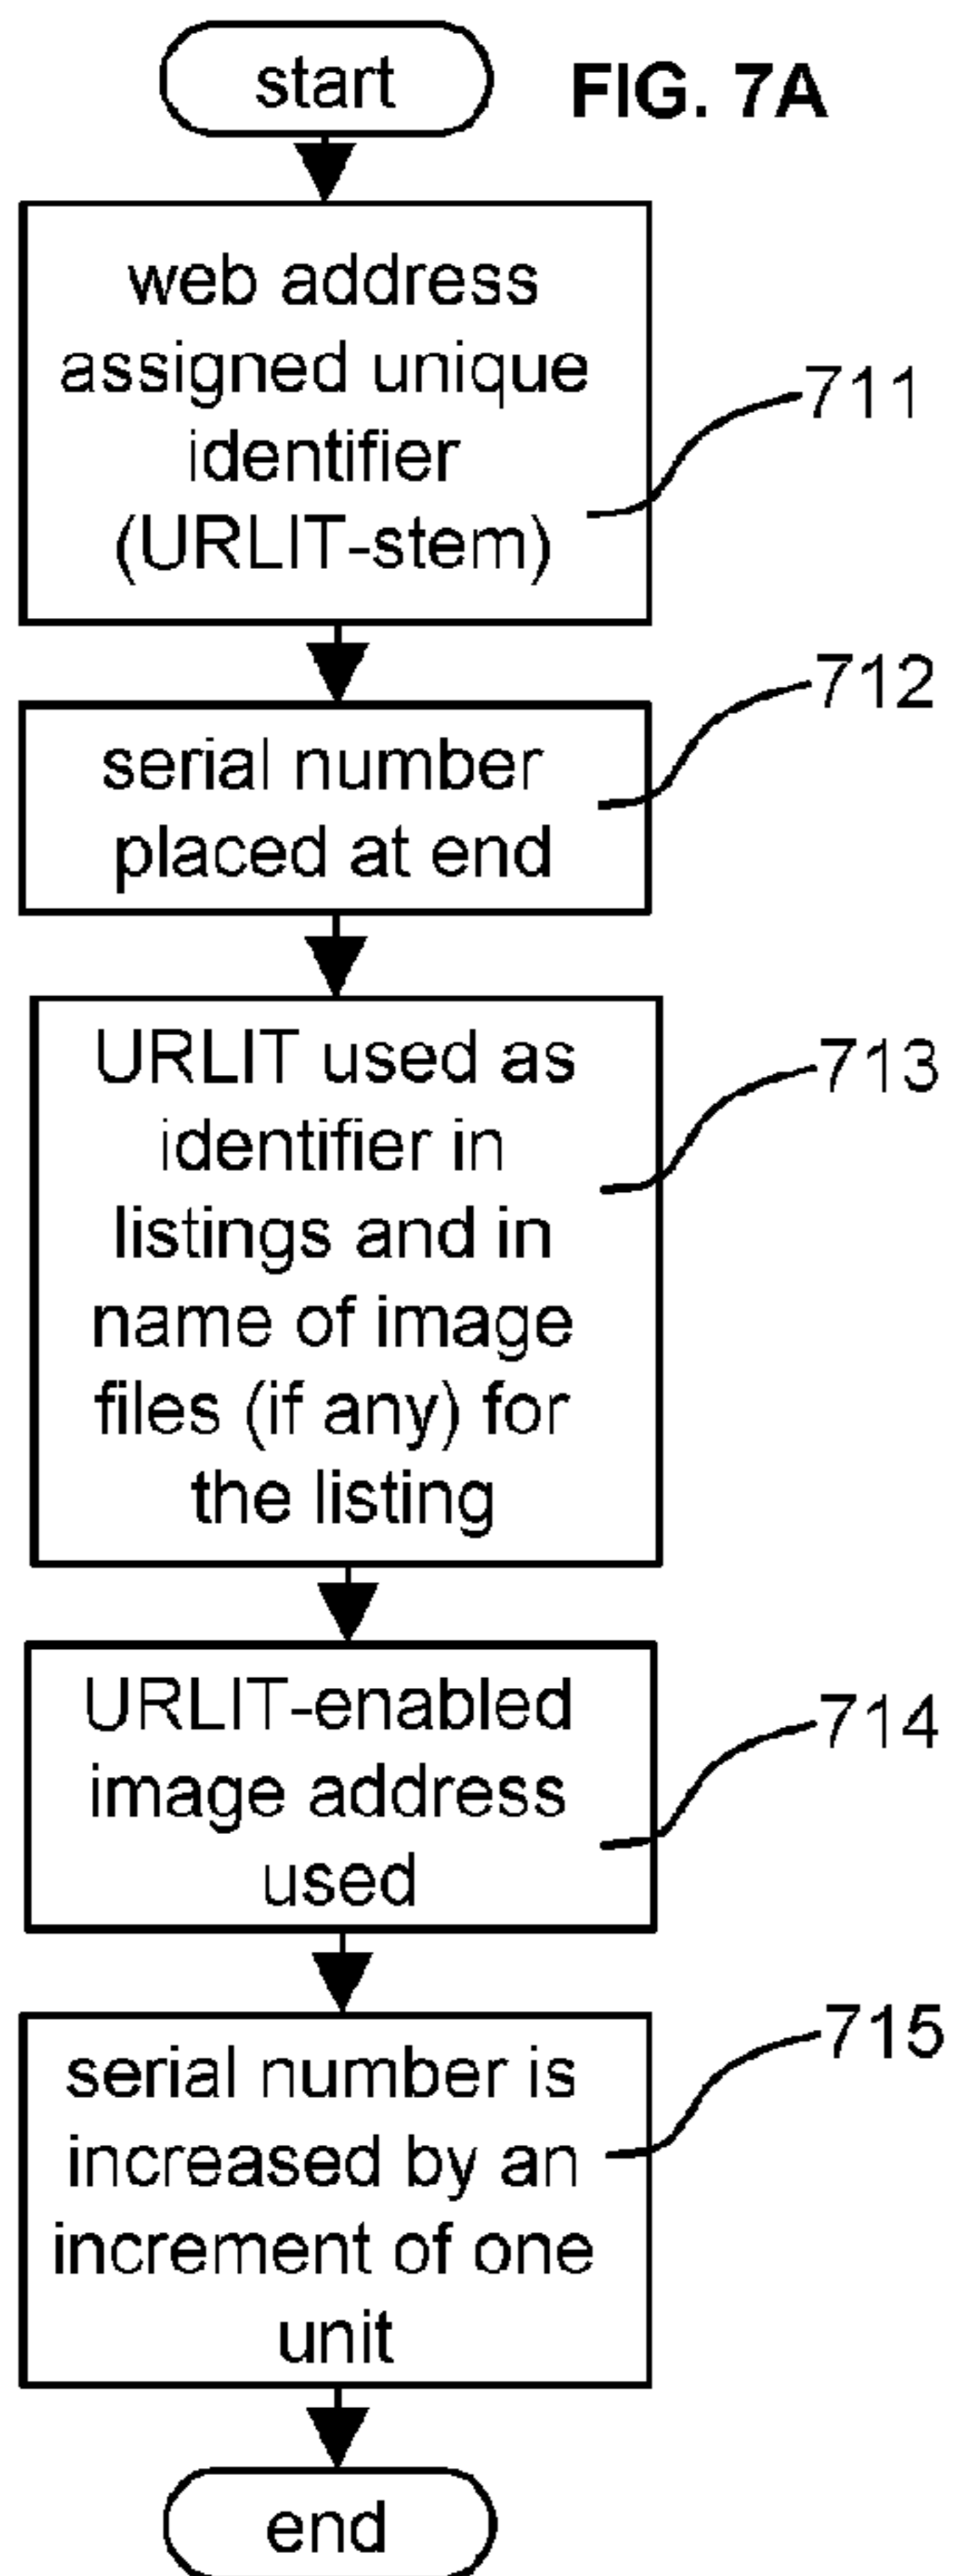 start
FIG. 7A
web address
assigned unique
identifier
(URLIT-stem)
711
serial number
placed at end
712
URLIT used as
identifier in
listings and in
name of image
files (if any) for
the listing
713
URLIT-enabled
image address
used
714
serial number is
increased by an
increment of one
unit
715
end